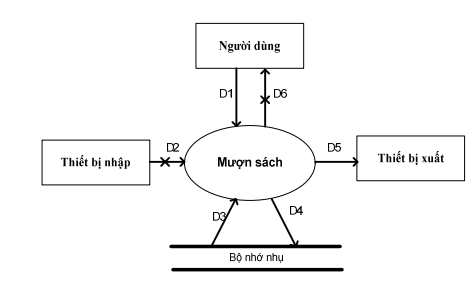 Người dùng
D1
D6
Thiết bị nhập
D2
Mượn sách
D5
Thiết bị xuất
D3
D4
Bộ nhớ nhụ